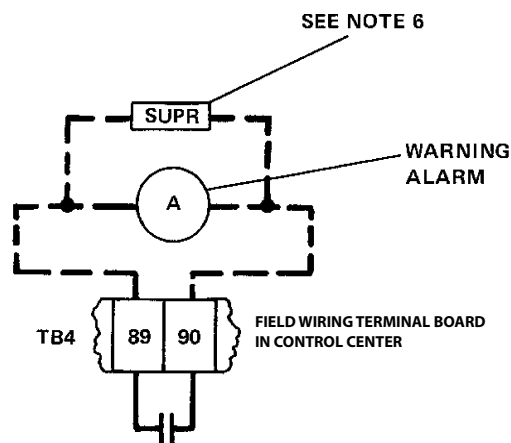 SEE NOTE 6
SUPR
WARNING
ALARM
A
TB4
89
90
FIELD WIRING TERMINAL BOARD
IN CONTROL CENTER